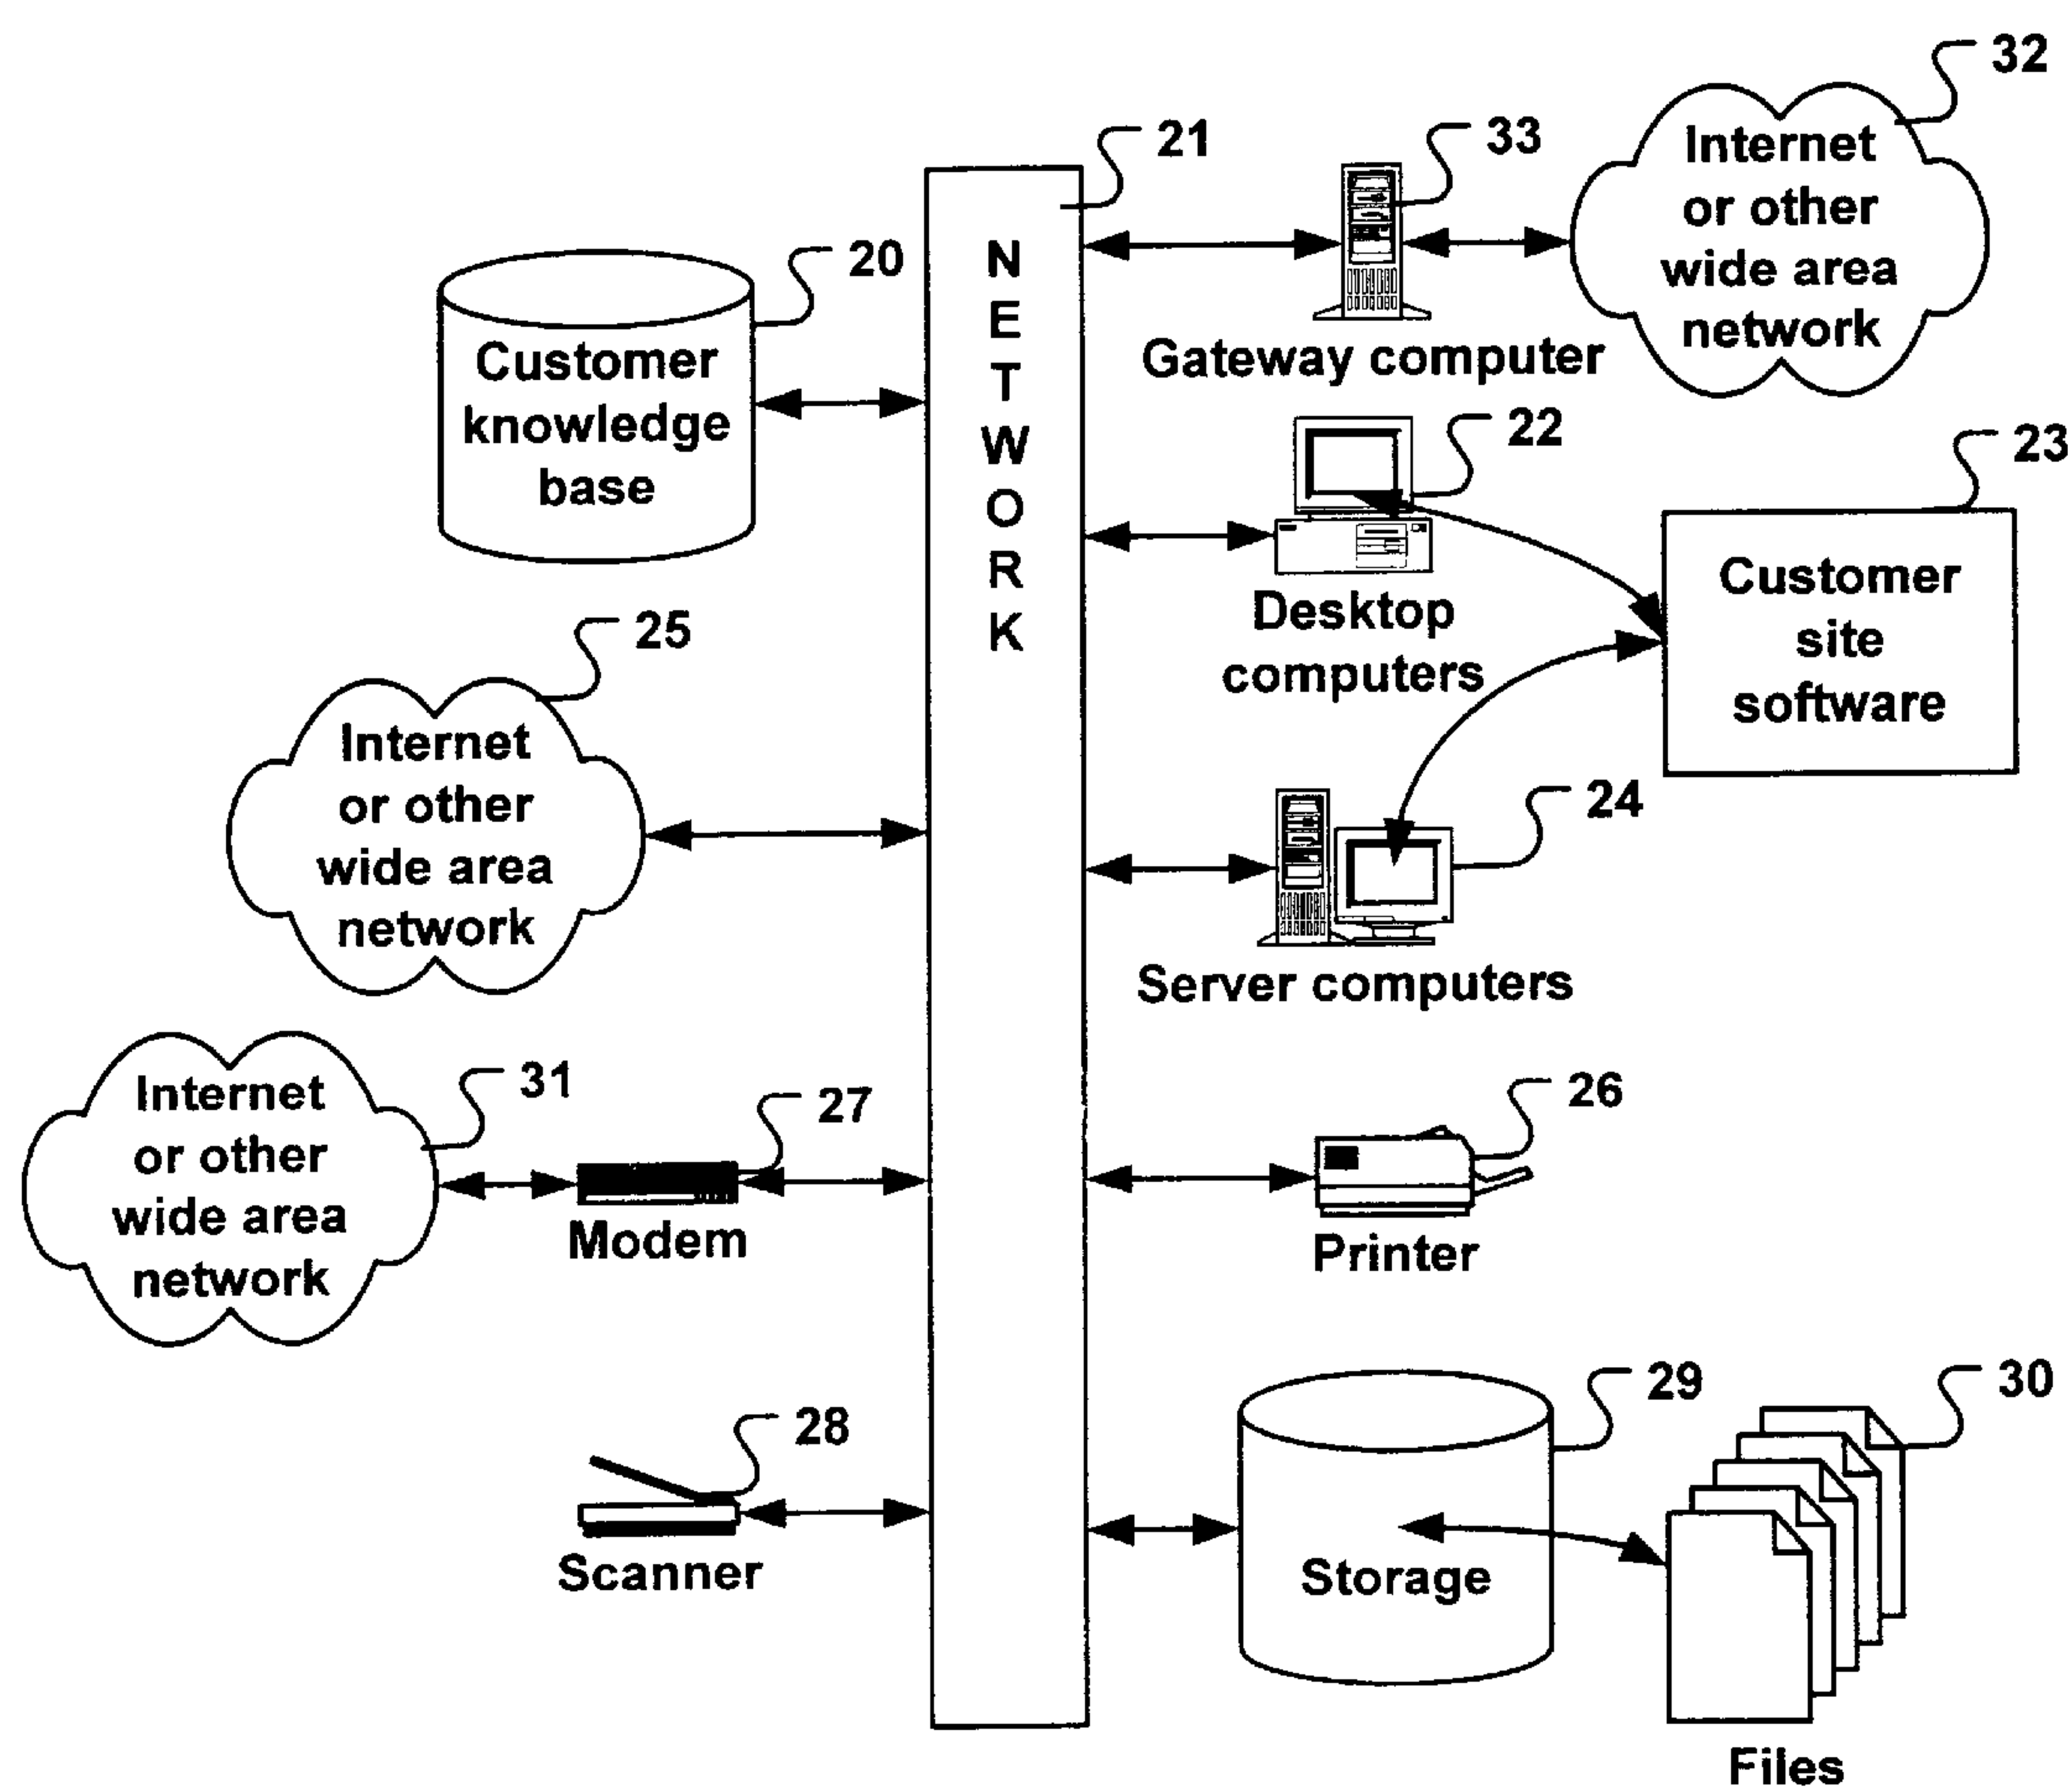 32
Internet
or other
wide area
network
33
Gateway computer
21
N
E
T
W
O
R
K
20
Customer
knowledge
base
22
Desktop
computers
23
Customer
site
software
25
Internet
or other
wide area
network
24
Server computers
31
Internet
or other
wide area
network
27
Modem
26
Printer
28
Scanner
29
Storage
30
Files